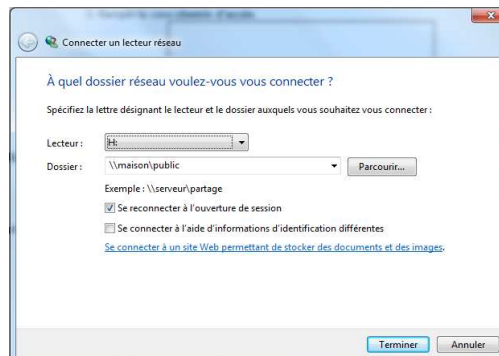 Connecter un lecteur réseau
À quel dossier réseau voulez-vous vous connecter ?
Spécifiez la lettre désignant le lecteur et le dossier auxquels vous souhaitez vous connecter :
Lecteur : H:
Dossier : \\maison\public Parcourir...
Exemple : \\serveur\partage
Se reconnecter à l'ouverture de session
Se connecter à l'aide d'informations d'identification différentes
Se connecter à un site Web permettant de stocker des documents et des images.
Terminer Annuler